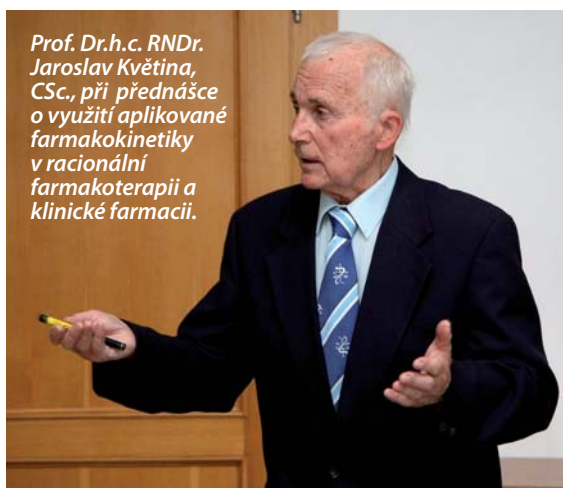 Prof. Dr.h.c. RNDr.
Jaroslav Květina,
CSc., při přednášce
o využití aplikované
farmakokinetiky
v racionální
farmakoterapii a
klinické farmacii.